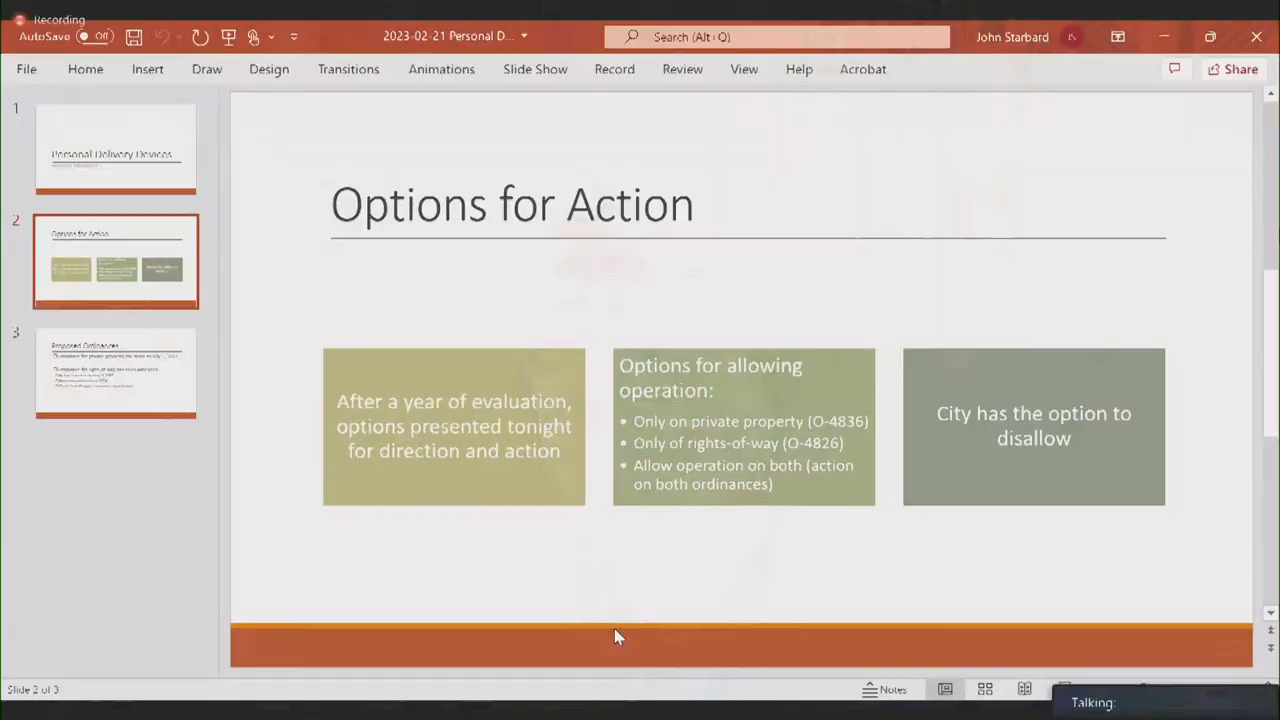 Recording
AutoSave Off 2023-02-21 Personal D... Search (Alt+Q) John Starbard JS
File Home Insert Draw Design Transitions Animations Slide Show Record Review View Help Acrobat Share
1
Personal Delivery Devices
2
Options for Action
3
Proposed Ordinances
Options for Action
After a year of evaluation,
options presented tonight
for direction and action
Options for allowing
operation:
• Only on private property (O-4836)
• Only of rights-of-way (O-4826)
• Allow operation on both (action
on both ordinances)
City has the option to
disallow
Slide 2 of 3 Notes
Talking: